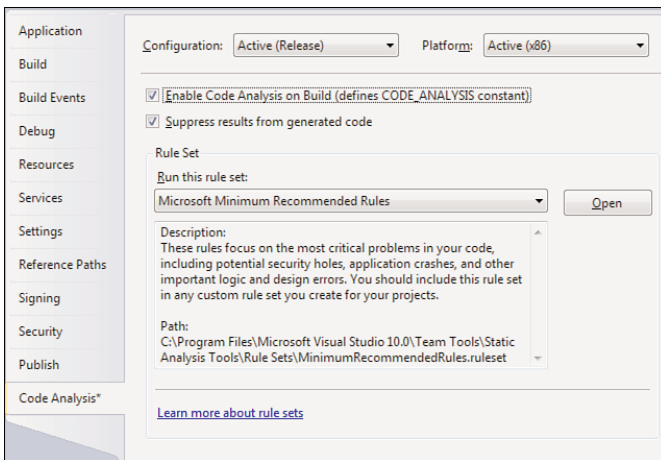 Application
Build
Build Events
Debug
Resources
Services
Settings
Reference Paths
Signing
Security
Publish
Code Analysis*
Configuration: Active (Release) Platform: Active (x86)
Enable Code Analysis on Build (defines CODE_ANALYSIS constant)
Suppress results from generated code
Rule Set
Run this rule set:
Microsoft Minimum Recommended Rules Open
Description:
These rules focus on the most critical problems in your code,
including potential security holes, application crashes, and other
important logic and design errors. You should include this rule set
in any custom rule set you create for your projects.
Path:
C:\Program Files\Microsoft Visual Studio 10.0\Team Tools\Static
Analysis Tools\Rule Sets\MinimumRecommendedRules.ruleset
Learn more about rule sets